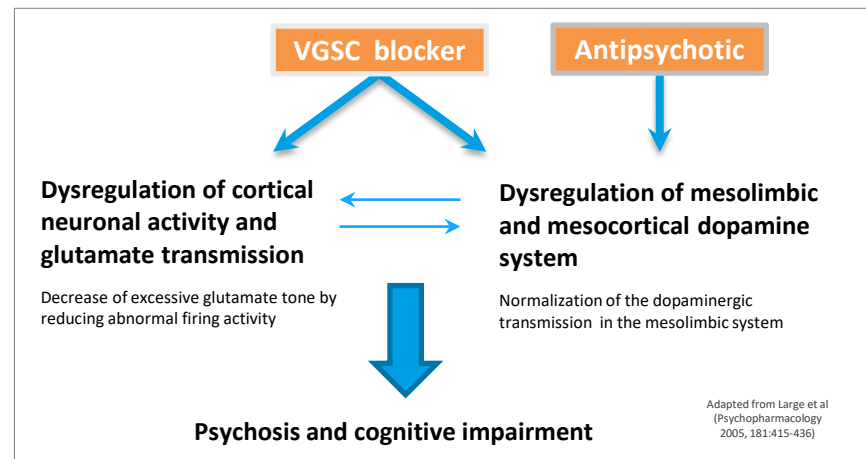 VGSC blocker
Antipsychotic
Dysregulation of cortical
neuronal activity and
glutamate transmission
Decrease of excessive glutamate tone by
reducing abnormal firing activity
Dysregulation of mesolimbic
and mesocortical dopamine
system
Normalization of the dopaminergic
transmission in the mesolimbic system
Psychosis and cognitive impairment
Adapted from Large et al
(Psychopharmacology
2005, 181:415-436)